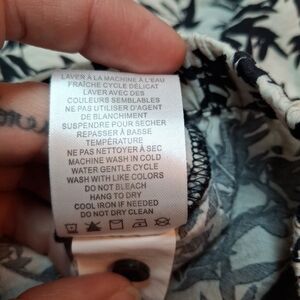 LAVER À LA MACHINE À L'EAU
FRAÎCHE CYCLE DÉLICAT
LAVER AVEC DES
COULEURS SEMBLABLES
NE PAS UTILISER D'AGENT
DE BLANCHIMENT
SUSPENDRE POUR SÉCHER
REPASSER À BASSE
TEMPÉRATURE
NE PAS NETTOYER À SEC
MACHINE WASH IN COLD
WATER GENTLE CYCLE
WASH WITH LIKE COLORS
DO NOT BLEACH
HANG TO DRY
COOL IRON IF NEEDED
DO NOT DRY CLEAN